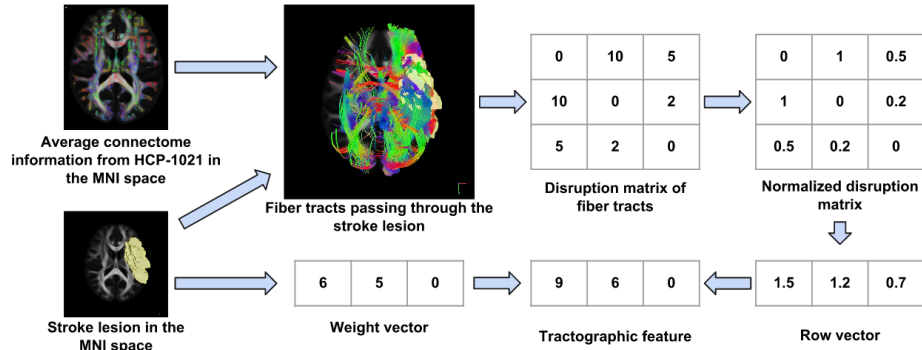 Average connectome
information from HCP-1021 in
the MNI space
Fiber tracts passing through the
stroke lesion
0 10 5
10 0 2
5 2 0
Disruption matrix of
fiber tracts
0 1 0.5
1 0 0.2
0.5 0.2 0
Normalized disruption
matrix
Stroke lesion in the
MNI space
6 5 0
Weight vector
9 6 0
Tractographic feature
1.5 1.2 0.7
Row vector